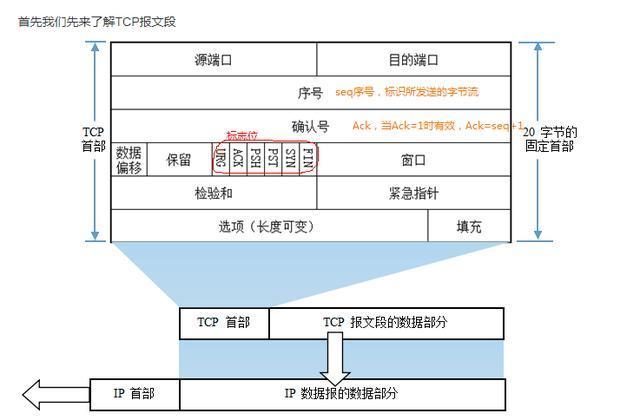 首先我们先来了解TCP报文段
源端口 目的端口
序号 seq序号，标识所发送的字节流
确认号 Ack，当Ack=1时有效，Ack=seq+1
TCP 首部
20 字节的 固定首部
标志位
数据 偏移 保留 URG ACK PSH PST SYN FIN 窗口
检验和 紧急指针
选项（长度可变） 填充
TCP 首部 TCP 报文段的数据部分
IP 首部 IP 数据报的数据部分